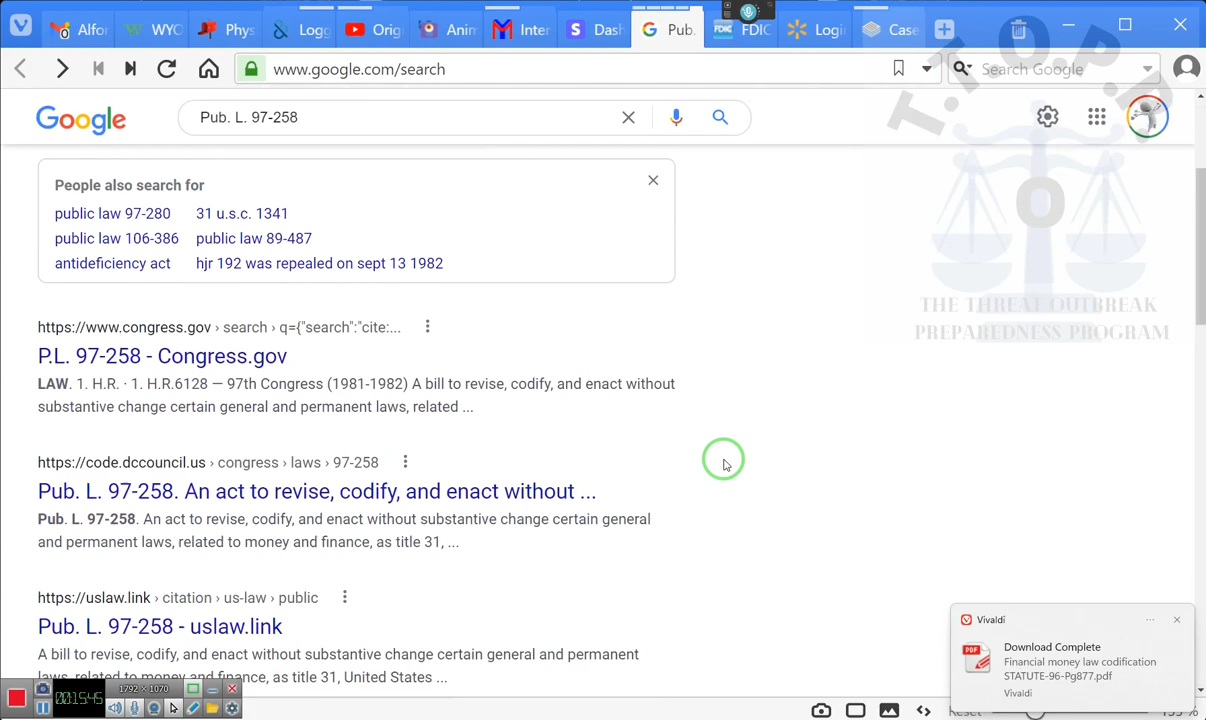 Alfor
WYO
Phys
Logg
Orig
Anin
Inter
Dash
Pub.
FDIC
Logi
Case
www.google.com/search
Search Google
Google
Pub. L. 97-258
T.T.O.P.P
People also search for
public law 97-280
31 u.s.c. 1341
public law 106-386
public law 89-487
antideficiency act
hjr 192 was repealed on sept 13 1982
THE THREAT OUTBREAK
PREPAREDNESS PROGRAM
https://www.congress.gov › search › q={"search":"cite:...
P.L. 97-258 - Congress.gov
LAW. 1. H.R. · 1. H.R.6128 — 97th Congress (1981-1982) A bill to revise, codify, and enact without
substantive change certain general and permanent laws, related ...
https://code.dccouncil.us › congress › laws › 97-258
Pub. L. 97-258. An act to revise, codify, and enact without ...
Pub. L. 97-258. An act to revise, codify, and enact without substantive change certain general
and permanent laws, related to money and finance, as title 31, ...
https://uslaw.link › citation › us-law › public
Pub. L. 97-258 - uslaw.link
A bill to revise, codify, and enact without substantive change certain general and permanent
laws, related to money and finance, as title 31, United States ...
Vivaldi
Download Complete
Financial money law codification
STATUTE-96-Pg877.pdf
Vivaldi
PDF
1792 × 1070
00:15:45
Reset